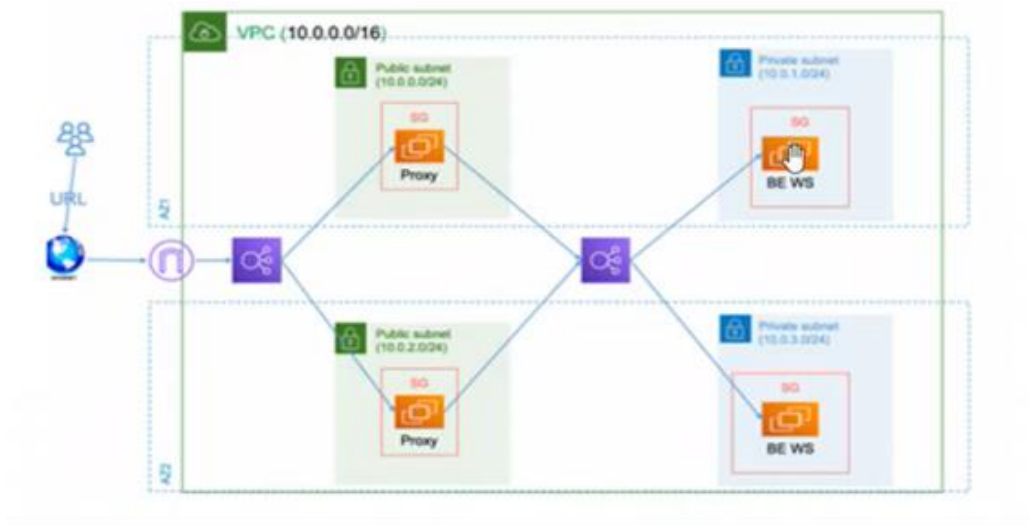 VPC (10.0.0.0/16)
Public subnet
(10.0.0.0/24)
SG
Proxy
Private subnet
(10.0.1.0/24)
SG
BE WS
URL
AZ1
Public subnet
(10.0.2.0/24)
SG
Proxy
Private subnet
(10.0.3.0/24)
SG
BE WS
AZ2